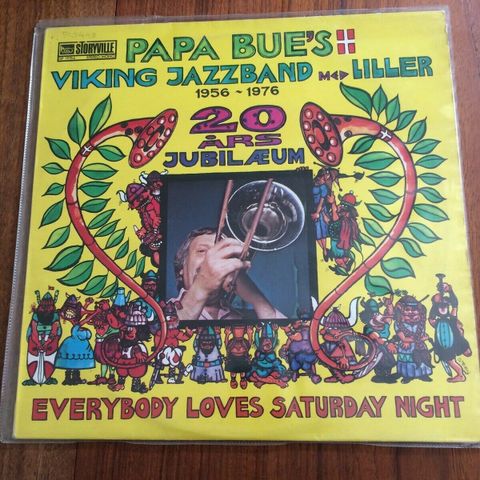 STORYVILLE
PAPA BUE'S
VIKING JAZZBAND MED LILLER
1956 ~ 1976
20
ÅRS
JUBILÆUM
EVERYBODY LOVES SATURDAY NIGHT